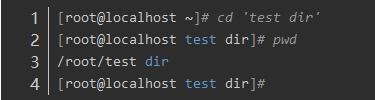 1 [root@localhost ~]# cd 'test dir'
2 [root@localhost test dir]# pwd
3 /root/test dir
4 [root@localhost test dir]#